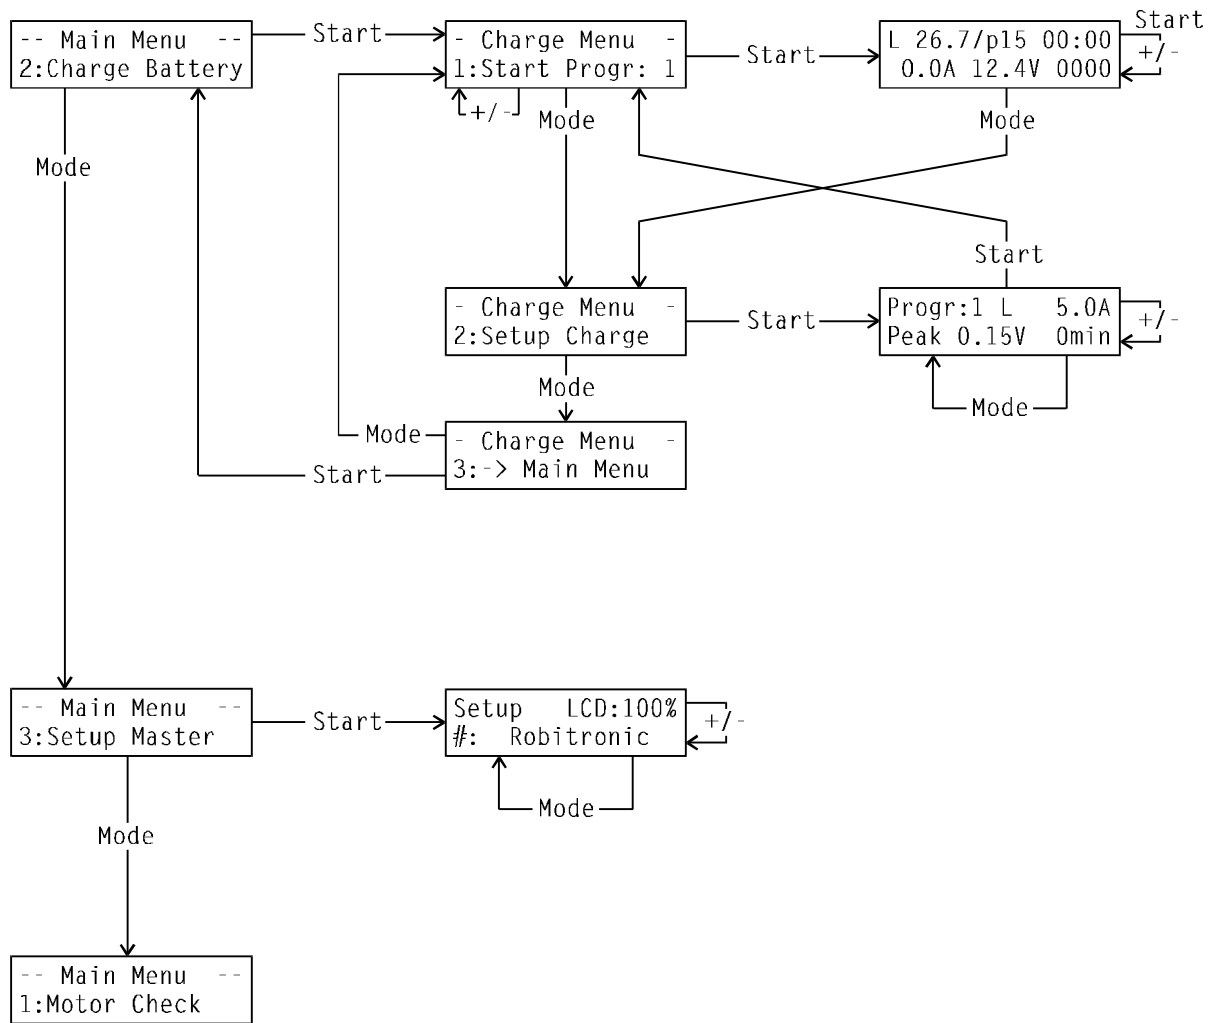 -- Main Menu --
2:Charge Battery
Start
- Charge Menu -
1:Start Progr: 1
Start
L 26.7/p15 00:00
0.0A 12.4V 0000
Start
+/-
+/-
Mode
Mode
Mode
Start
- Charge Menu -
2:Setup Charge
Start
Progr:1 L 5.0A
Peak 0.15V 0min
+/-
Mode
Mode
Mode
- Charge Menu -
3:-> Main Menu
Start
-- Main Menu --
3:Setup Master
Start
Setup LCD:100%
#: Robitronic
+/-
Mode
Mode
-- Main Menu --
1:Motor Check